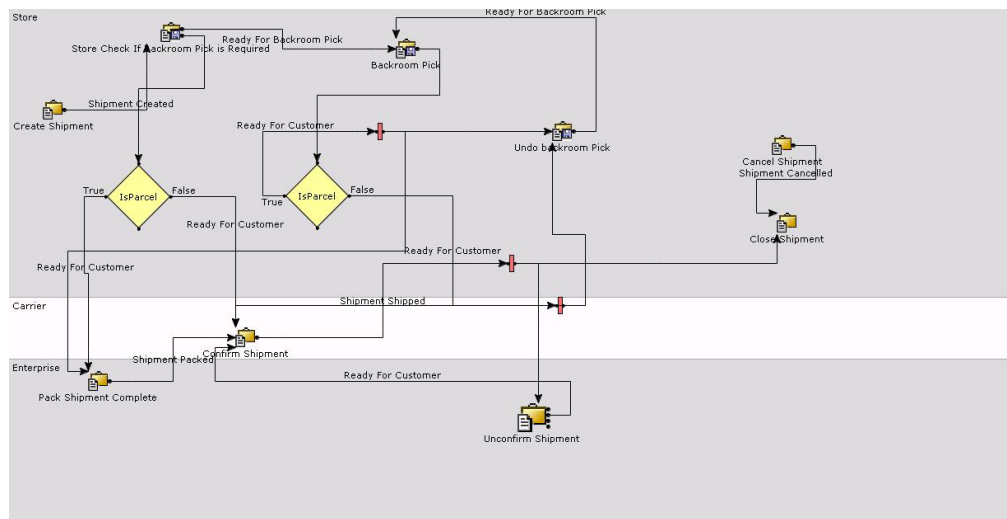 Store
Ready For Backroom Pick
Ready For Backroom Pick
Store Check If Backroom Pick is Required
Backroom Pick
Shipment Created
Create Shipment
Ready For Customer
Undo backroom Pick
Cancel Shipment
Shipment Cancelled
True
IsParcel
False
True
IsParcel
False
Ready For Customer
Close Shipment
Ready For Customer
Ready For Customer
Carrier
Shipment Shipped
Confirm Shipment
Shipment Packed
Enterprise
Ready For Customer
Pack Shipment Complete
Unconfirm Shipment